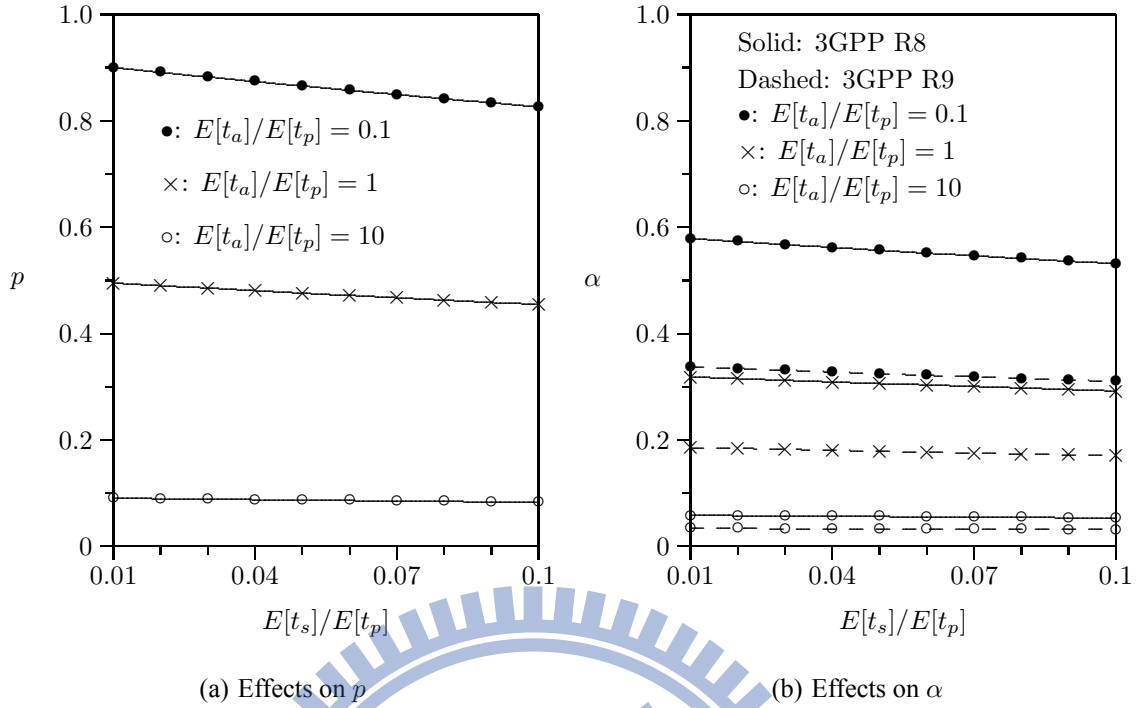 1.0
0.8
0.6
p
0.4
0.2
0
0.01 0.04 0.07 0.1
E[t_s]/E[t_p]
●: E[t_a]/E[t_p] = 0.1
×: E[t_a]/E[t_p] = 1
○: E[t_a]/E[t_p] = 10
(a) Effects on p
1.0
0.8
0.6
α
0.4
0.2
0
0.01 0.04 0.07 0.1
E[t_s]/E[t_p]
Solid: 3GPP R8
Dashed: 3GPP R9
●: E[t_a]/E[t_p] = 0.1
×: E[t_a]/E[t_p] = 1
○: E[t_a]/E[t_p] = 10
(b) Effects on α